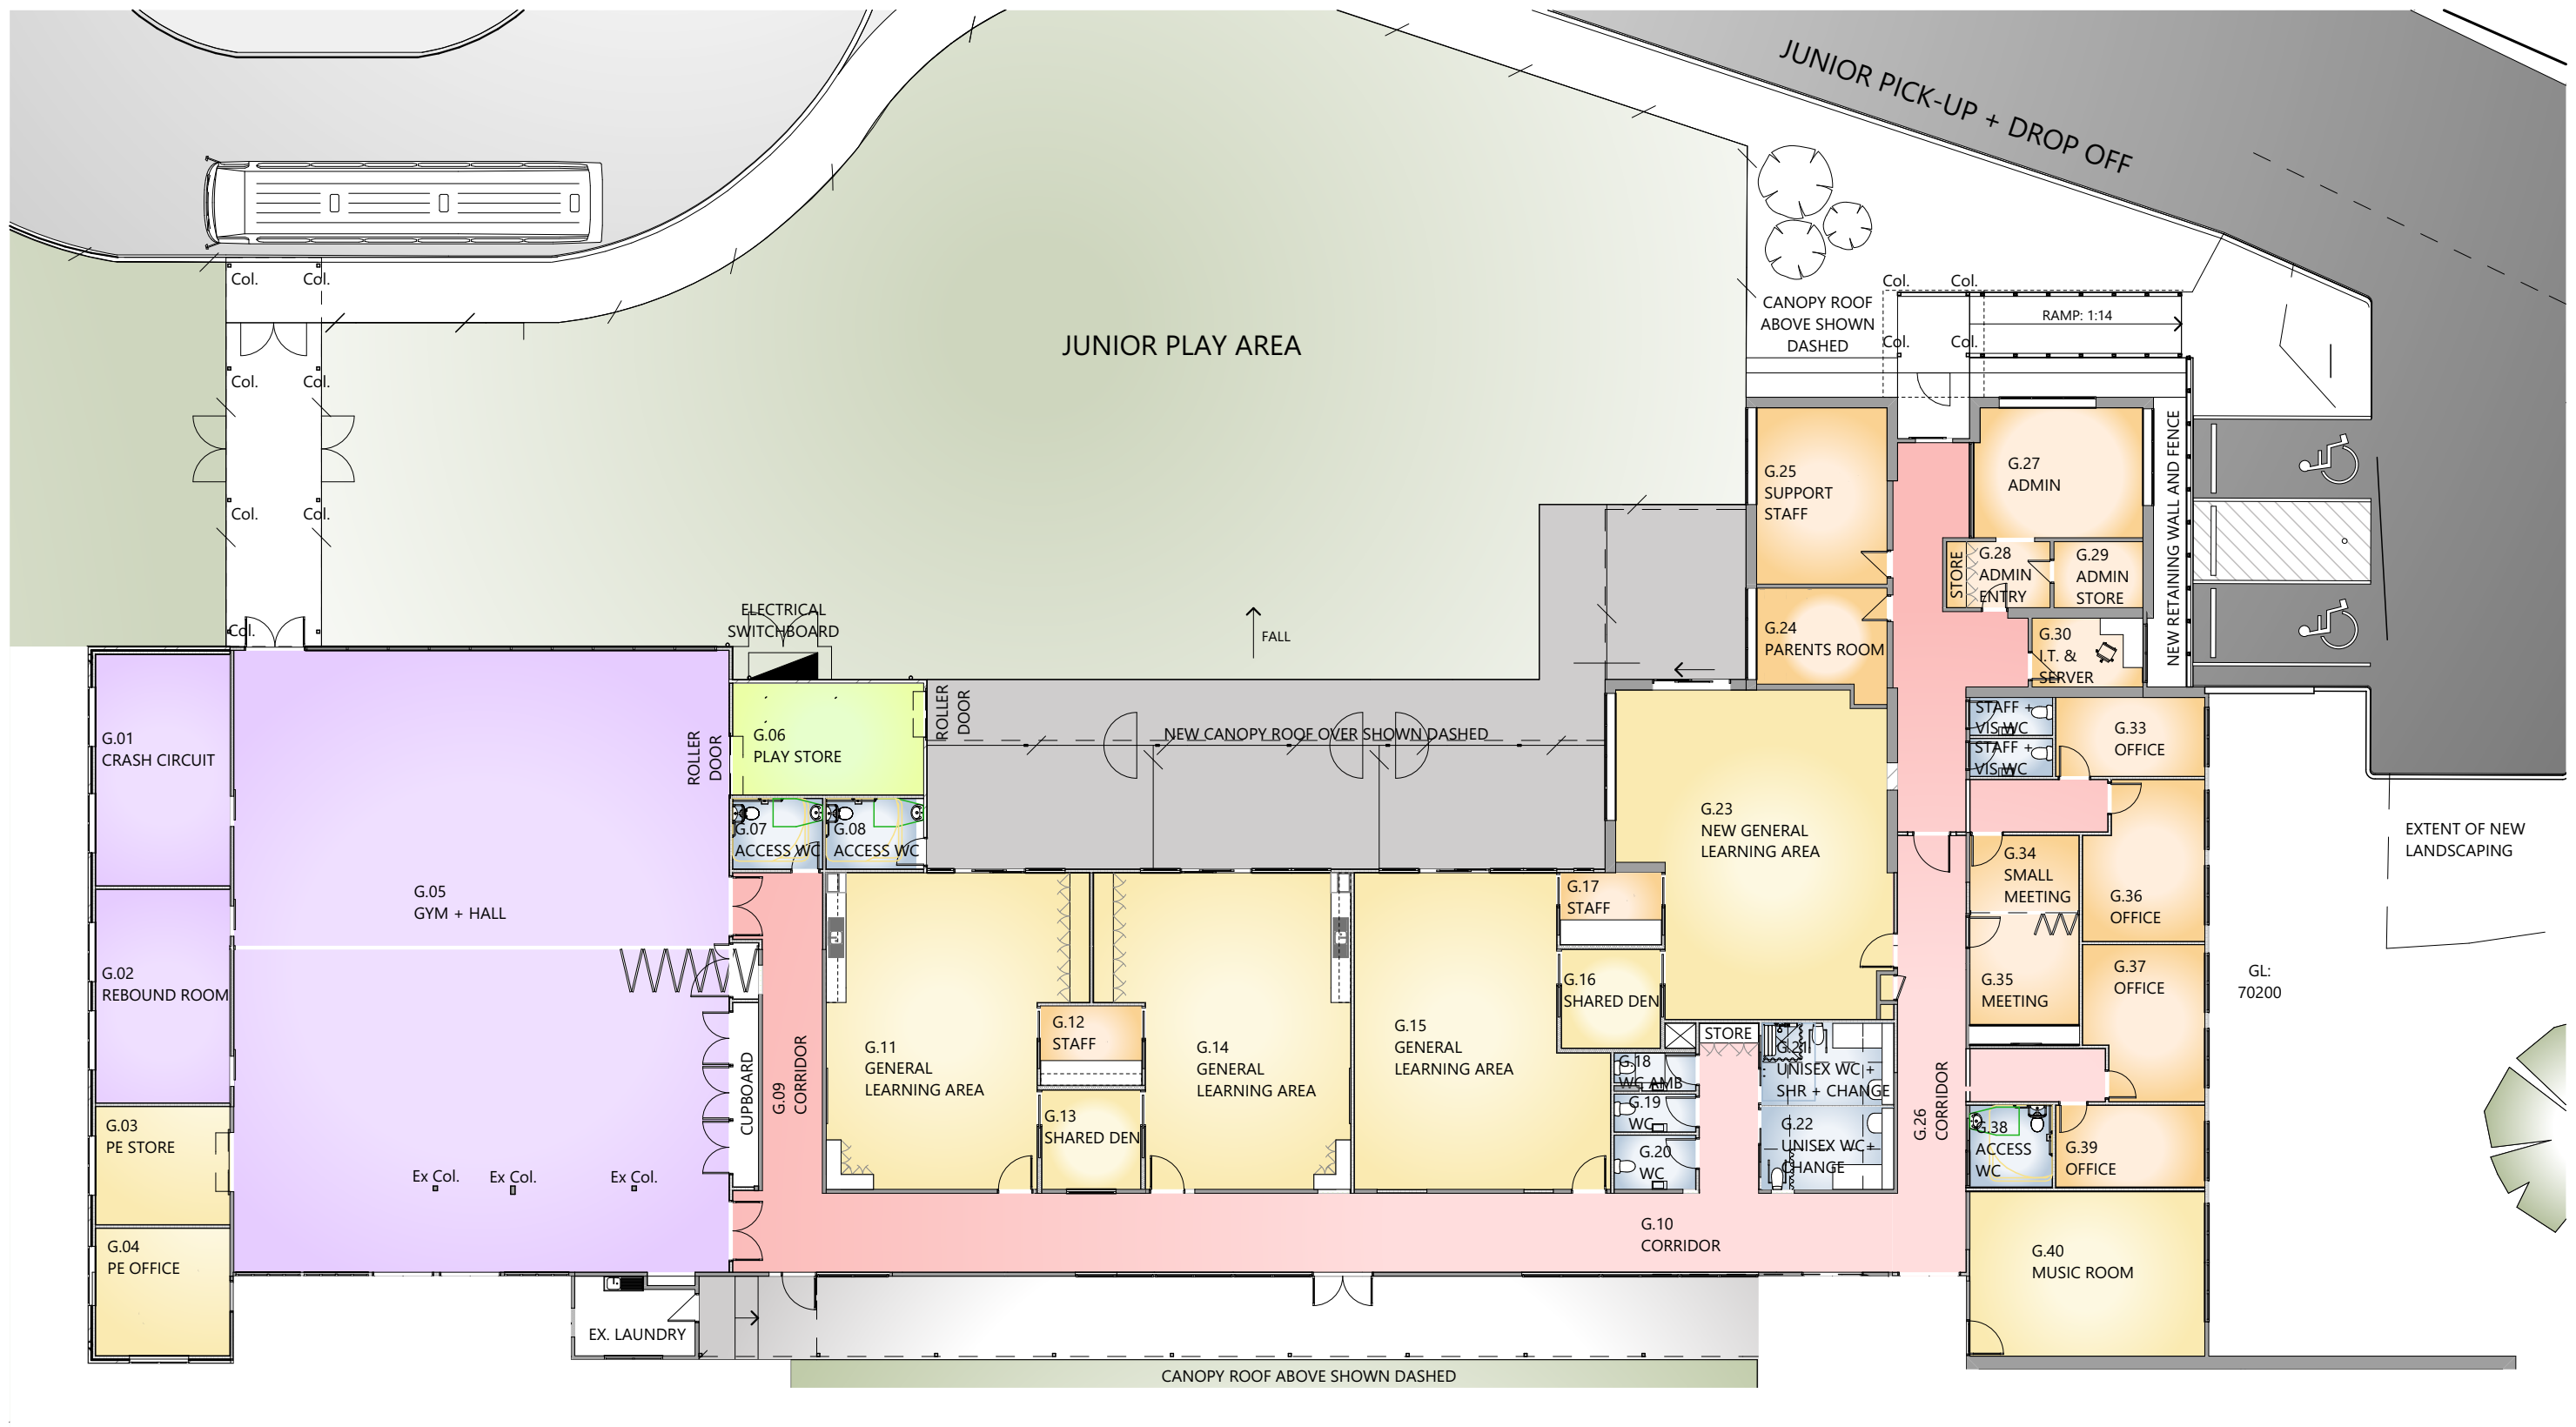 JUNIOR PICK-UP + DROP OFF
Col.
Col.
Col.
Col.
Col.
Col.
Col.
Col.
Col.
CANOPY ROOF
ABOVE SHOWN
DASHED
RAMP: 1:14
Col.
Col.
JUNIOR PLAY AREA
Col.
Col.
NEW RETAINING WALL AND FENCE
G.25
SUPPORT
STAFF
G.27
ADMIN
STORE
G.28
ADMIN
ENTRY
G.29
ADMIN
STORE
G.24
PARENTS ROOM
G.30
I.T. &
SERVER
ELECTRICAL
SWITCHBOARD
FALL
G.01
CRASH CIRCUIT
ROLLER
DOOR
G.06
PLAY STORE
ROLLER
DOOR
NEW CANOPY ROOF OVER SHOWN DASHED
STAFF +
VIS WC
STAFF +
VIS WC
G.33
OFFICE
G.07
ACCESS WC
G.08
ACCESS WC
G.23
NEW GENERAL
LEARNING AREA
EXTENT OF NEW
LANDSCAPING
G.34
SMALL
MEETING
G.36
OFFICE
G.05
GYM + HALL
G.17
STAFF
G.02
REBOUND ROOM
G.16
SHARED DEN
G.35
MEETING
G.37
OFFICE
GL:
70200
G.12
STAFF
G.15
GENERAL
LEARNING AREA
STORE
G.11
GENERAL
LEARNING AREA
G.14
GENERAL
LEARNING AREA
G.18
WC AMB
G.21
UNISEX WC +
SHR + CHANGE
CUPBOARD
G.09
CORRIDOR
G.13
SHARED DEN
G.19
WC
G.20
WC
G.22
UNISEX WC+
CHANGE
G.26
CORRIDOR
G.38
ACCESS
WC
G.39
OFFICE
G.03
PE STORE
Ex Col.
Ex Col.
Ex Col.
G.10
CORRIDOR
G.04
PE OFFICE
G.40
MUSIC ROOM
EX. LAUNDRY
CANOPY ROOF ABOVE SHOWN DASHED